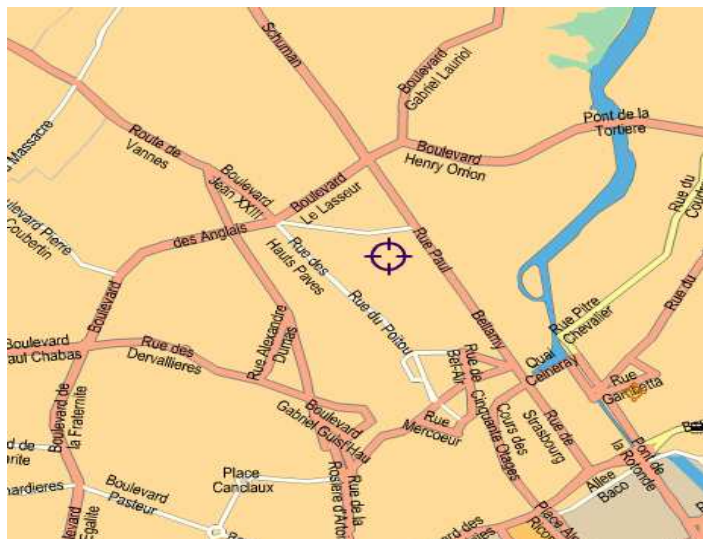 Schuman
Boulevard
Gabriel Lauriol
Massacre
Route de
Vannes
Boulevard
Jean XXIII
Boulevard
Le Lasseur
Boulevard
Henry Orrion
Pont de la
Tortiere
Rue du
Boulevard Pierre
Coubertin
des Anglais
Boulevard
Rue des
Hauts Paves
Rue Paul
Bellamy
Rue du Poitou
Rue Pitre
Chevalier
Rue du
Quai
Ceineray
Boulevard
Paul Chabas
Rue des
Dervallieres
Rue Alexandre
Dumas
Rue de
Bel-Air
Rue
Gambetta
Boulevard de
la Fraternite
Boulevard
Gabriel Guist'Hau
Rue
Mercoeur
Cinquante Otages
Cours des
Rue de
Strasbourg
Pont de
la Rotonde
Place
Canclaux
Boulevard
Pasteur
Rosiere d'Artois
Rue de la
Allee
Baco
Boulevard
Egalite